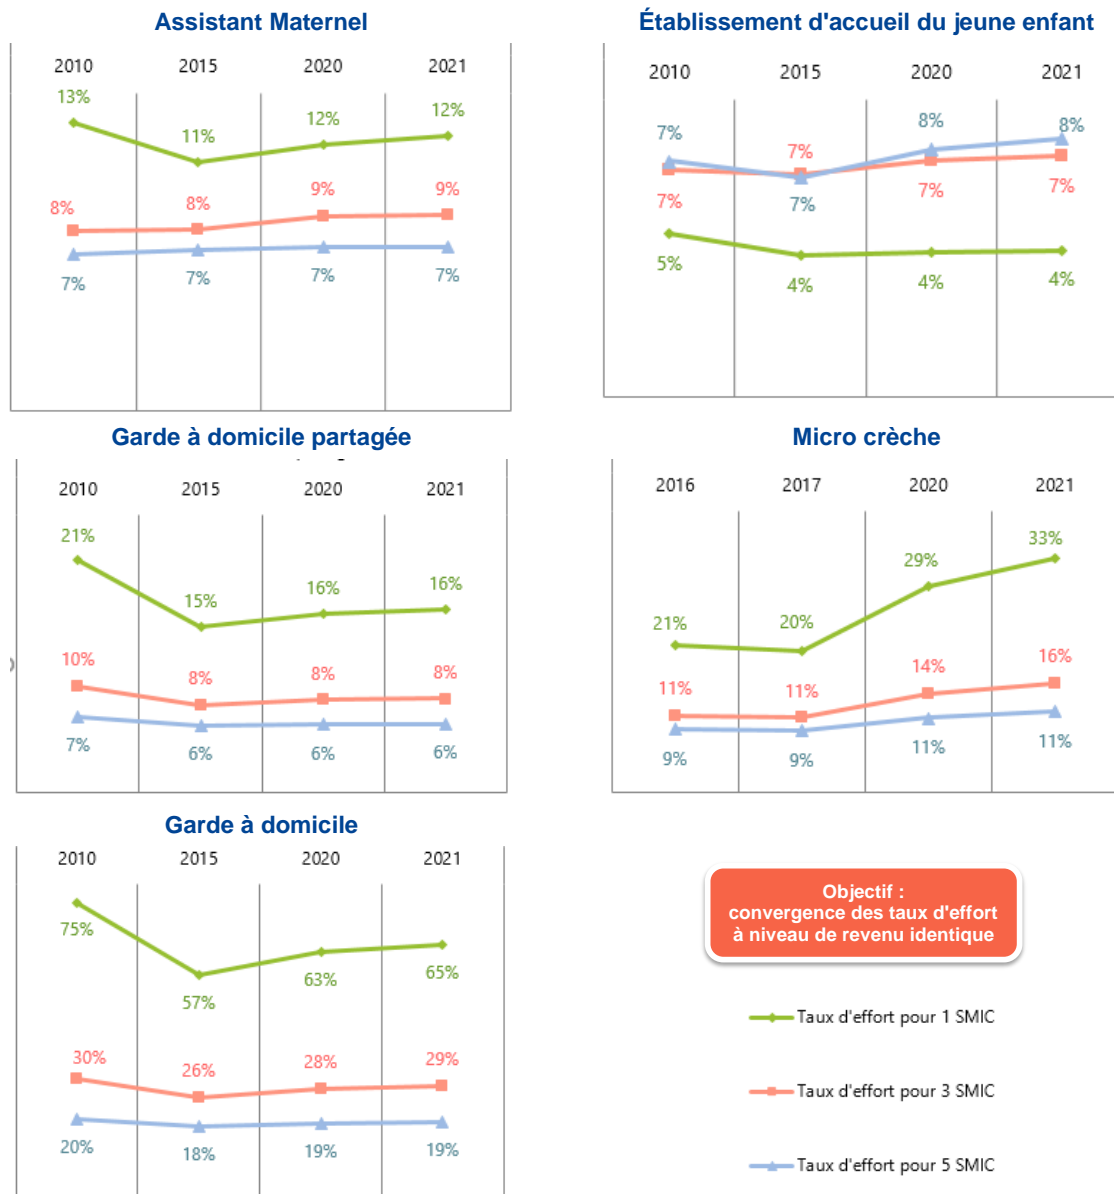 Assistant Maternel
2010 2015 2020 2021
13% 11% 12% 12%
8% 8% 9% 9%
7% 7% 7% 7%
Établissement d'accueil du jeune enfant
2010 2015 2020 2021
7% 7% 8% 8%
7% 7% 7% 7%
5% 4% 4% 4%
Garde à domicile partagée
2010 2015 2020 2021
21% 15% 16% 16%
10% 8% 8% 8%
7% 6% 6% 6%
Micro crèche
2016 2017 2020 2021
21% 20% 29% 33%
11% 11% 14% 16%
9% 9% 11% 11%
Garde à domicile
2010 2015 2020 2021
75% 57% 63% 65%
30% 26% 28% 29%
20% 18% 19% 19%
Objectif :
convergence des taux d'effort
à niveau de revenu identique
Taux d'effort pour 1 SMIC
Taux d'effort pour 3 SMIC
Taux d'effort pour 5 SMIC